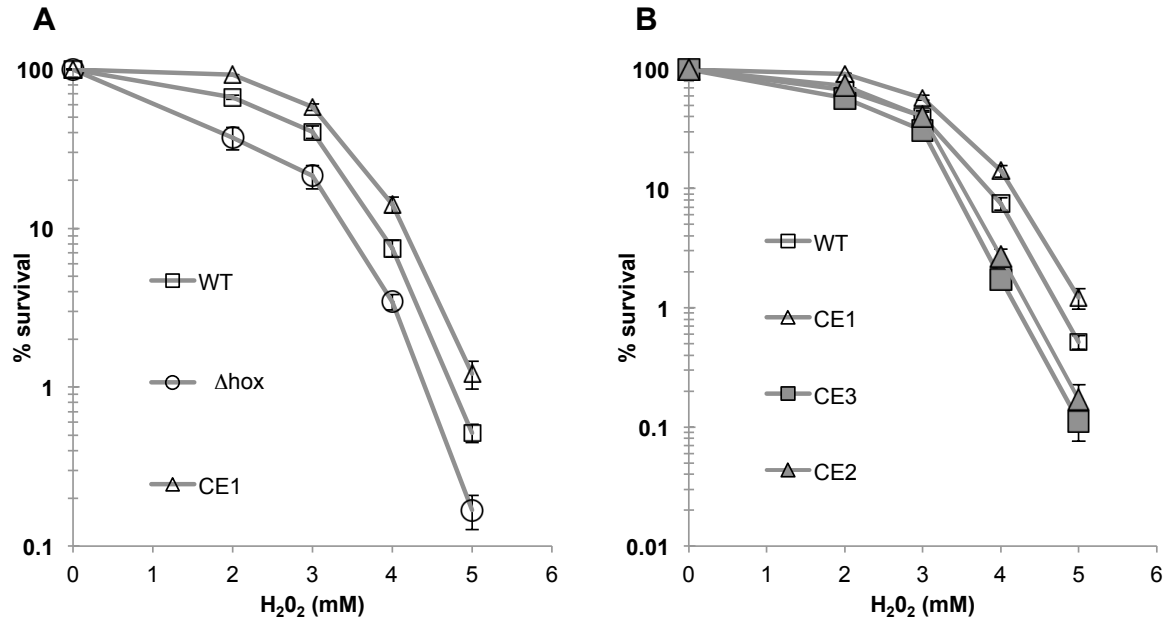 A
100
10
1
0.1
% survival
WT
Δhox
CE1
0 1 2 3 4 5 6
H₂0₂ (mM)
B
100
10
1
0.1
0.01
% survival
WT
CE1
CE3
CE2
0 1 2 3 4 5 6
H₂0₂ (mM)